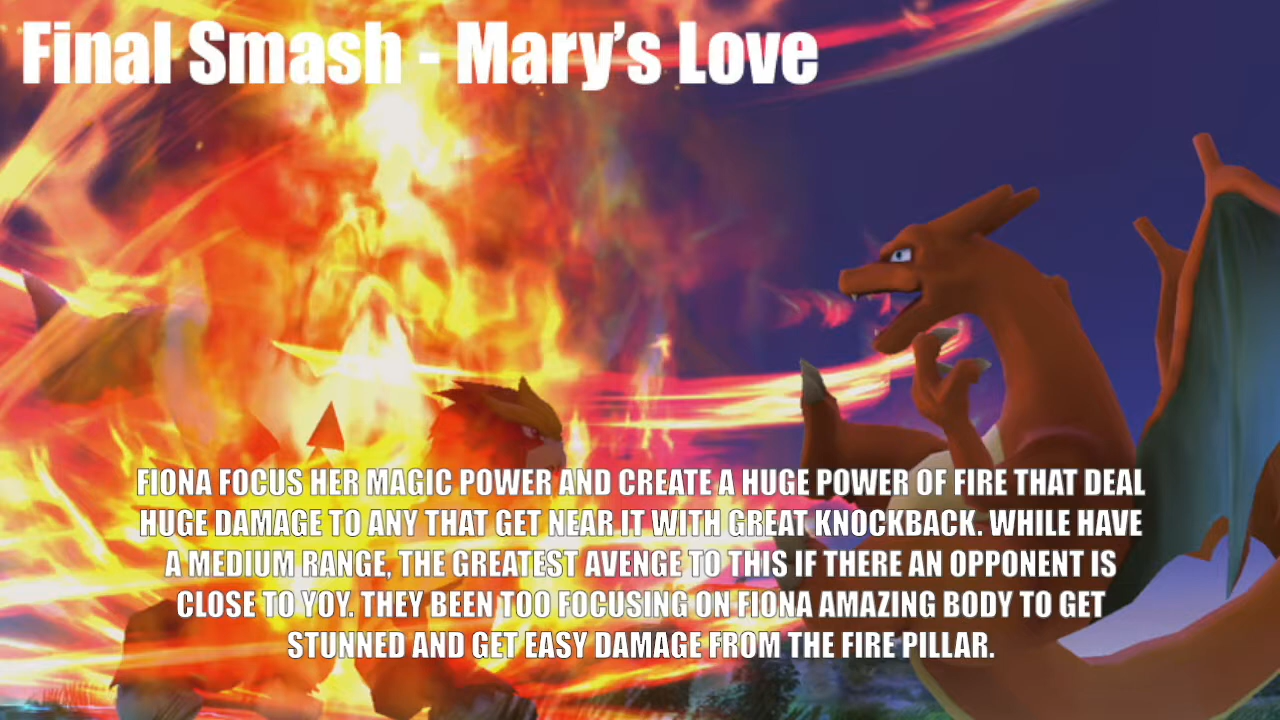 Final Smash - Mary's Love
FIONA FOCUS HER MAGIC POWER AND CREATE A HUGE POWER OF FIRE THAT DEAL
HUGE DAMAGE TO ANY THAT GET NEAR IT WITH GREAT KNOCKBACK. WHILE HAVE
A MEDIUM RANGE, THE GREATEST AVENGE TO THIS IF THERE AN OPPONENT IS
CLOSE TO YOY. THEY BEEN TOO FOCUSING ON FIONA AMAZING BODY TO GET
STUNNED AND GET EASY DAMAGE FROM THE FIRE PILLAR.